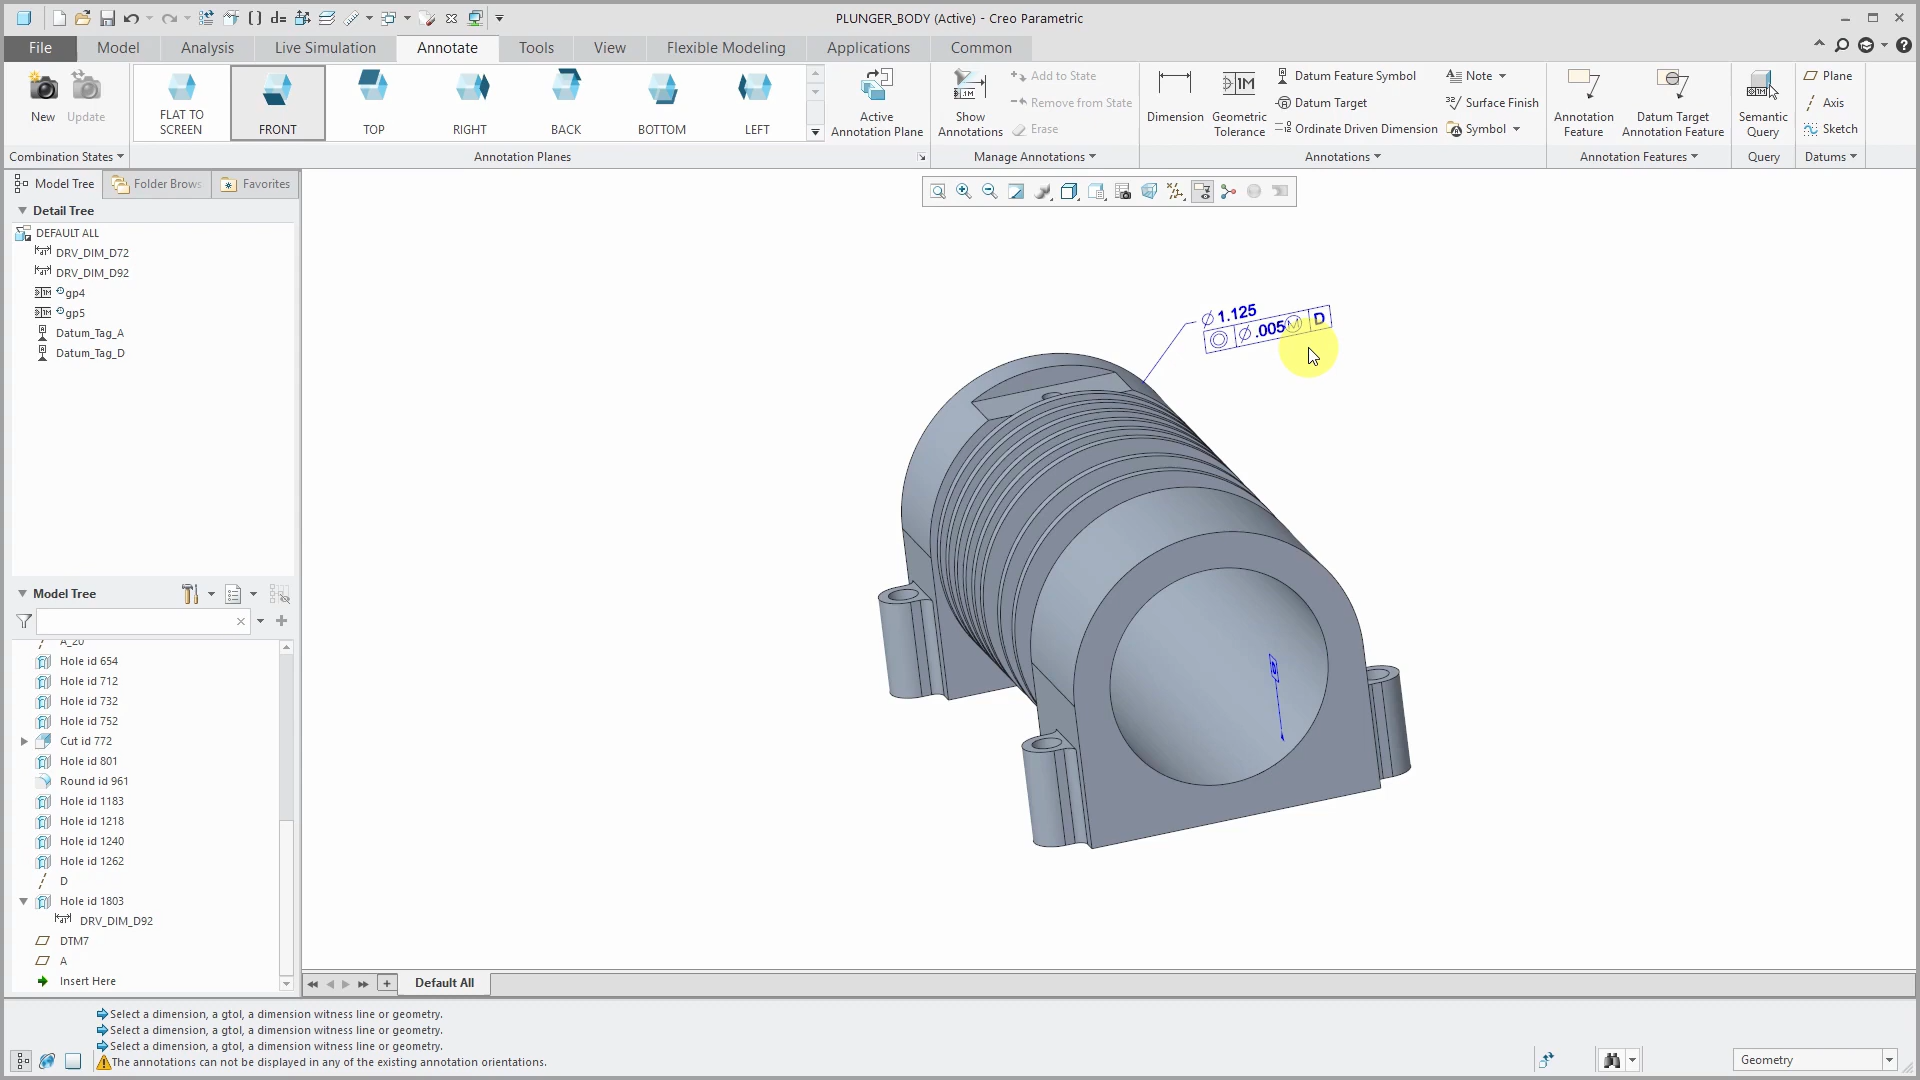 PLUNGER_BODY (Active) - Creo Parametric
File Model Analysis Live Simulation Annotate Tools View Flexible Modeling Applications Common
New Update
Combination States
FLAT TO SCREEN FRONT TOP RIGHT BACK BOTTOM LEFT
Annotation Planes
Active Annotation Plane
Show Annotations
Add to State
Remove from State
Erase
Manage Annotations
Dimension
Geometric Tolerance
Datum Feature Symbol
Datum Target
Ordinate Driven Dimension
Note
Surface Finish
Symbol
Annotations
Annotation Feature
Datum Target Annotation Feature
Annotation Features
Semantic Query
Query
Plane
Axis
Sketch
Datums
Model Tree Folder Brows Favorites
Detail Tree
DEFAULT ALL
DRV_DIM_D72
DRV_DIM_D92
gp4
gp5
Datum_Tag_A
Datum_Tag_D
Model Tree
A_20
Hole id 654
Hole id 712
Hole id 732
Hole id 752
Cut id 772
Hole id 801
Round id 961
Hole id 1183
Hole id 1218
Hole id 1240
Hole id 1262
D
Hole id 1803
DRV_DIM_D92
DTM7
A
Insert Here
∅1.125
◎ ∅.005Ⓜ D
Default All
Select a dimension, a gtol, a dimension witness line or geometry.
Select a dimension, a gtol, a dimension witness line or geometry.
Select a dimension, a gtol, a dimension witness line or geometry.
The annotations can not be displayed in any of the existing annotation orientations.
Geometry